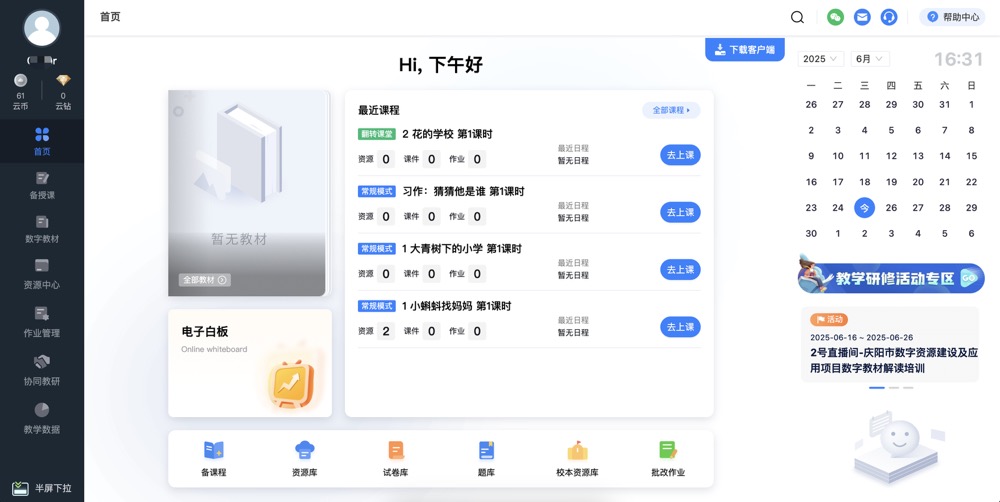 首页
帮助中心
61
云币
0
云钻
首页
备授课
数字教材
资源中心
作业管理
协同教研
教学数据
半屏下拉
Hi, 下午好
下载客户端
暂无教材
全部教材
电子白板
Online whiteboard
最近课程
全部课程
翻转课堂 2 花的学校 第1课时
资源 0 课件 0 作业 0
最近日程
暂无日程
去上课
常规模式 习作：猜猜他是谁 第1课时
资源 0 课件 0 作业 0
最近日程
暂无日程
去上课
常规模式 1 大青树下的小学 第1课时
资源 0 课件 0 作业 0
最近日程
暂无日程
去上课
常规模式 1 小蝌蚪找妈妈 第1课时
资源 2 课件 0 作业 0
最近日程
暂无日程
去上课
备课程 资源库 试卷库 题库 校本资源库 批改作业
2025 6月 16:31
一 二 三 四 五 六 日
26 27 28 29 30 31 1
2 3 4 5 6 7 8
9 10 11 12 13 14 15
16 17 18 19 20 21 22
23 24 今 26 27 28 29
30 1 2 3 4 5 6
教学研修活动专区 GO
活动
2025-06-16 ~ 2025-06-26
2号直播间-庆阳市数字资源建设及应
用项目数字教材解读培训